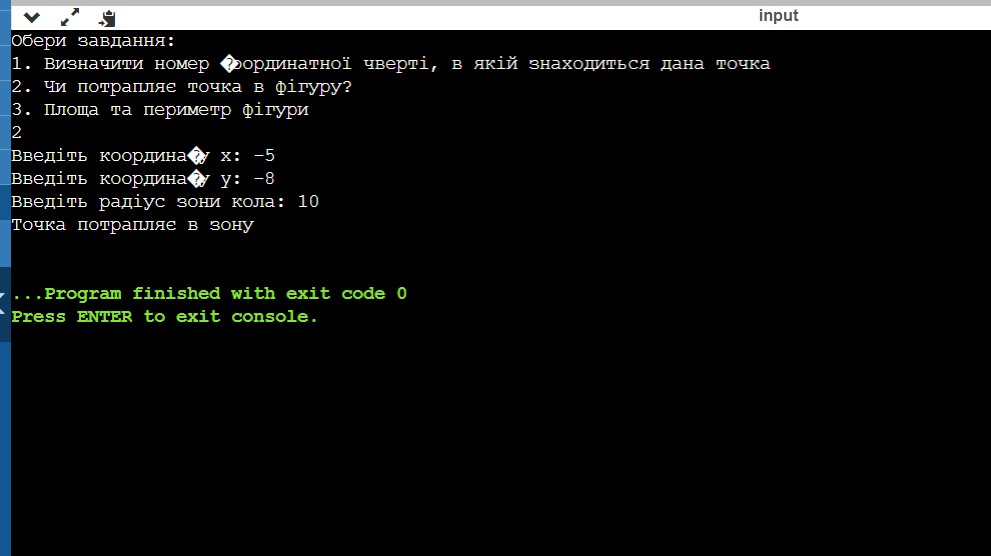 input
Обери завдання:
1. Визначити номер �оординатної чверті, в якій знаходиться дана точка
2. Чи потрапляє точка в фігуру?
3. Площа та периметр фігури
2
Введіть координа�у x: -5
Введіть координа�у y: -8
Введіть радіус зони кола: 10
Точка потрапляє в зону
...Program finished with exit code 0
Press ENTER to exit console.